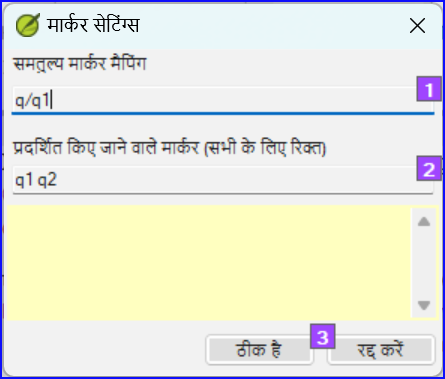 मार्कर सेटिंग्स
समतुल्य मार्कर मैपिंग
1
q/q1
प्रदर्शित किए जाने वाले मार्कर (सभी के लिए रिक्त)
2
q1 q2
3
ठीक है रद्द करें